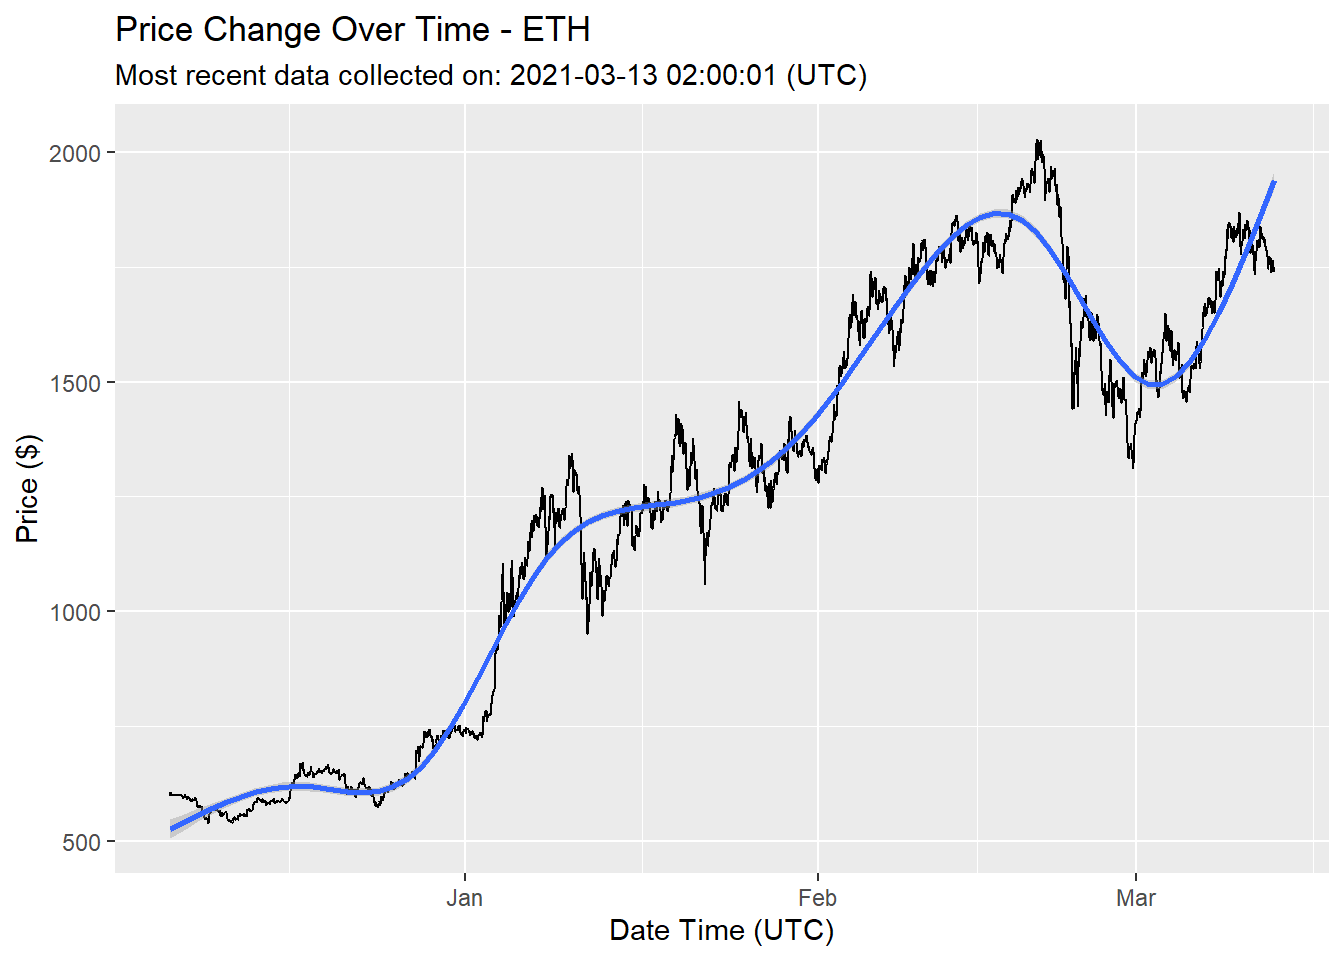 Price Change Over Time - ETH
Most recent data collected on: 2021-03-13 02:00:01 (UTC)
2000
1500
1000
500
Price ($)
Jan Feb Mar
Date Time (UTC)